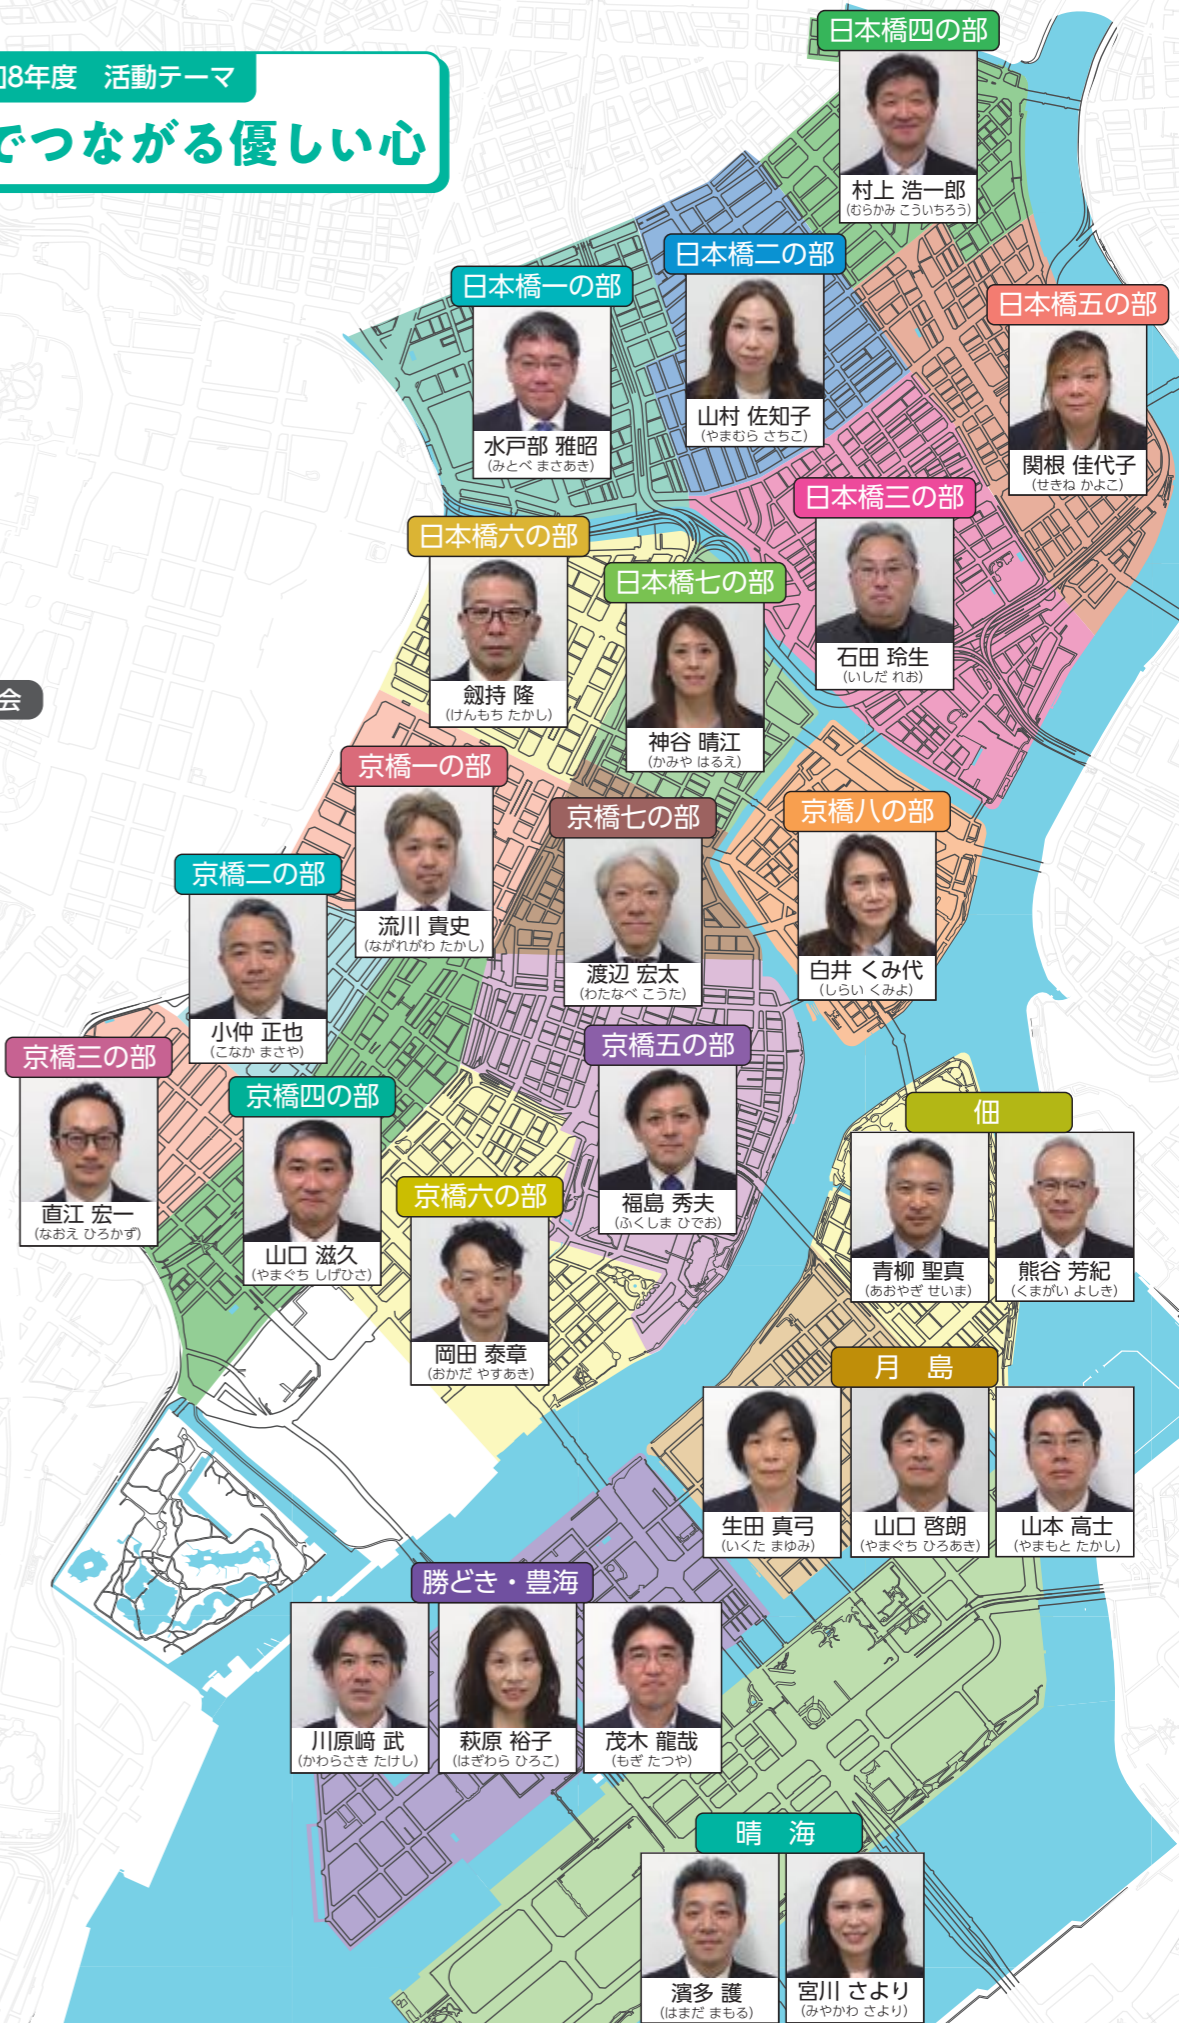 8年度　活動テーマ
でつながる優しい心
会
日本橋四の部
村上 浩一郎
(むらかみ こういちろう)
日本橋二の部
山村 佐知子
(やまむら さちこ)
日本橋一の部
水戸部 雅昭
(みとべ まさあき)
日本橋五の部
関根 佳代子
(せきね かよこ)
日本橋三の部
石田 玲生
(いしだ れお)
日本橋六の部
劔持 隆
(けんもち たかし)
日本橋七の部
神谷 晴江
(かみや はるえ)
京橋一の部
流川 貴史
(ながれがわ たかし)
京橋七の部
渡辺 宏太
(わたなべ こうた)
京橋八の部
白井 くみ代
(しらい くみよ)
京橋二の部
小仲 正也
(こなか まさや)
京橋三の部
直江 宏一
(なおえ ひろかず)
京橋四の部
山口 滋久
(やまぐち しげひさ)
京橋五の部
福島 秀夫
(ふくしま ひでお)
京橋六の部
岡田 泰章
(おかだ やすあき)
佃
青柳 聖真
(あおやぎ せいま)
熊谷 芳紀
(くまがい よしき)
月　島
生田 真弓
(いくた まゆみ)
山口 啓朗
(やまぐち ひろあき)
山本 高士
(やまもと たかし)
勝どき・豊海
川原﨑 武
(かわらさき たけし)
萩原 裕子
(はぎわら ひろこ)
茂木 龍哉
(もぎ たつや)
晴　海
濱多 護
(はまだ まもる)
宮川 さより
(みやかわ さより)